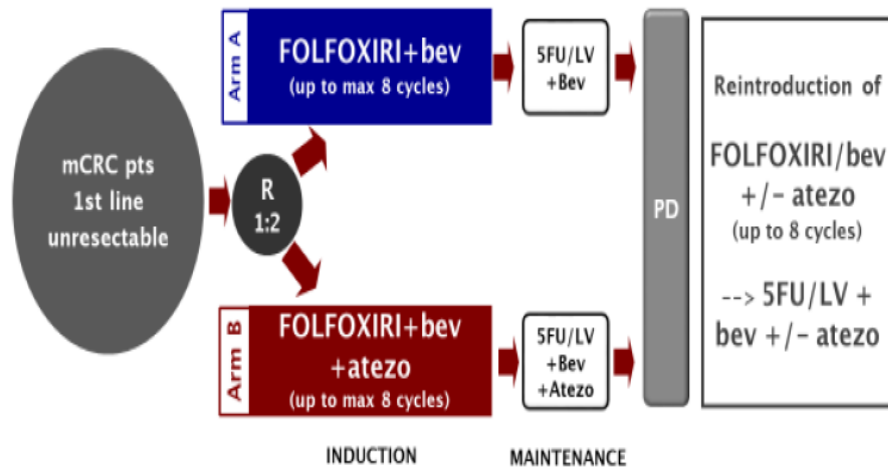 mCRC pts
1st line
unresectable
R
1:2
Arm A
FOLFOXIRI+bev
(up to max 8 cycles)
5FU/LV
+Bev
Arm B
FOLFOXIRI+bev
+atezo
(up to max 8 cycles)
5FU/LV
+Bev
+Atezo
PD
Reintroduction of
FOLFOXIRI/bev
+/- atezo
(up to 8 cycles)
--> 5FU/LV +
bev +/- atezo
INDUCTION
MAINTENANCE